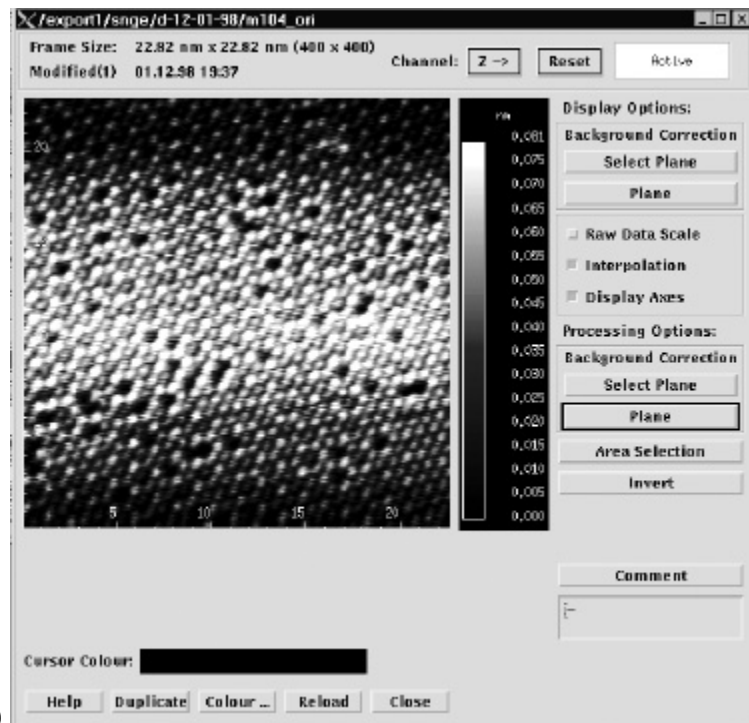 /export1/snge/d-12-01-98/m104_ori
Frame Size: 22.82 nm x 22.82 nm (400 x 400)
Modified(1) 01.12.98 19:37
Channel: Z -> Reset Active
Display Options:
Background Correction
Select Plane
Plane
Raw Data Scale
Interpolation
Display Axes
Processing Options:
Background Correction
Select Plane
Plane
Area Selection
Invert
Comment
0.081
0.075
0.070
0.065
0.060
0.055
0.050
0.045
0.040
0.035
0.030
0.025
0.020
0.015
0.010
0.005
0.000
20
5 10 15 20
Cursor Colour:
Help Duplicate Colour ... Reload Close
)